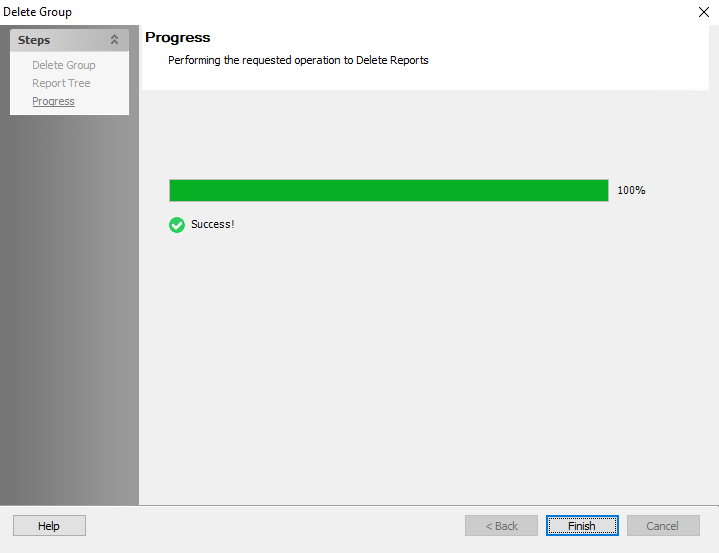 Delete Group
Steps
Delete Group
Report Tree
Progress
Progress
Performing the requested operation to Delete Reports
100%
Success!
Help
< Back
Finish
Cancel